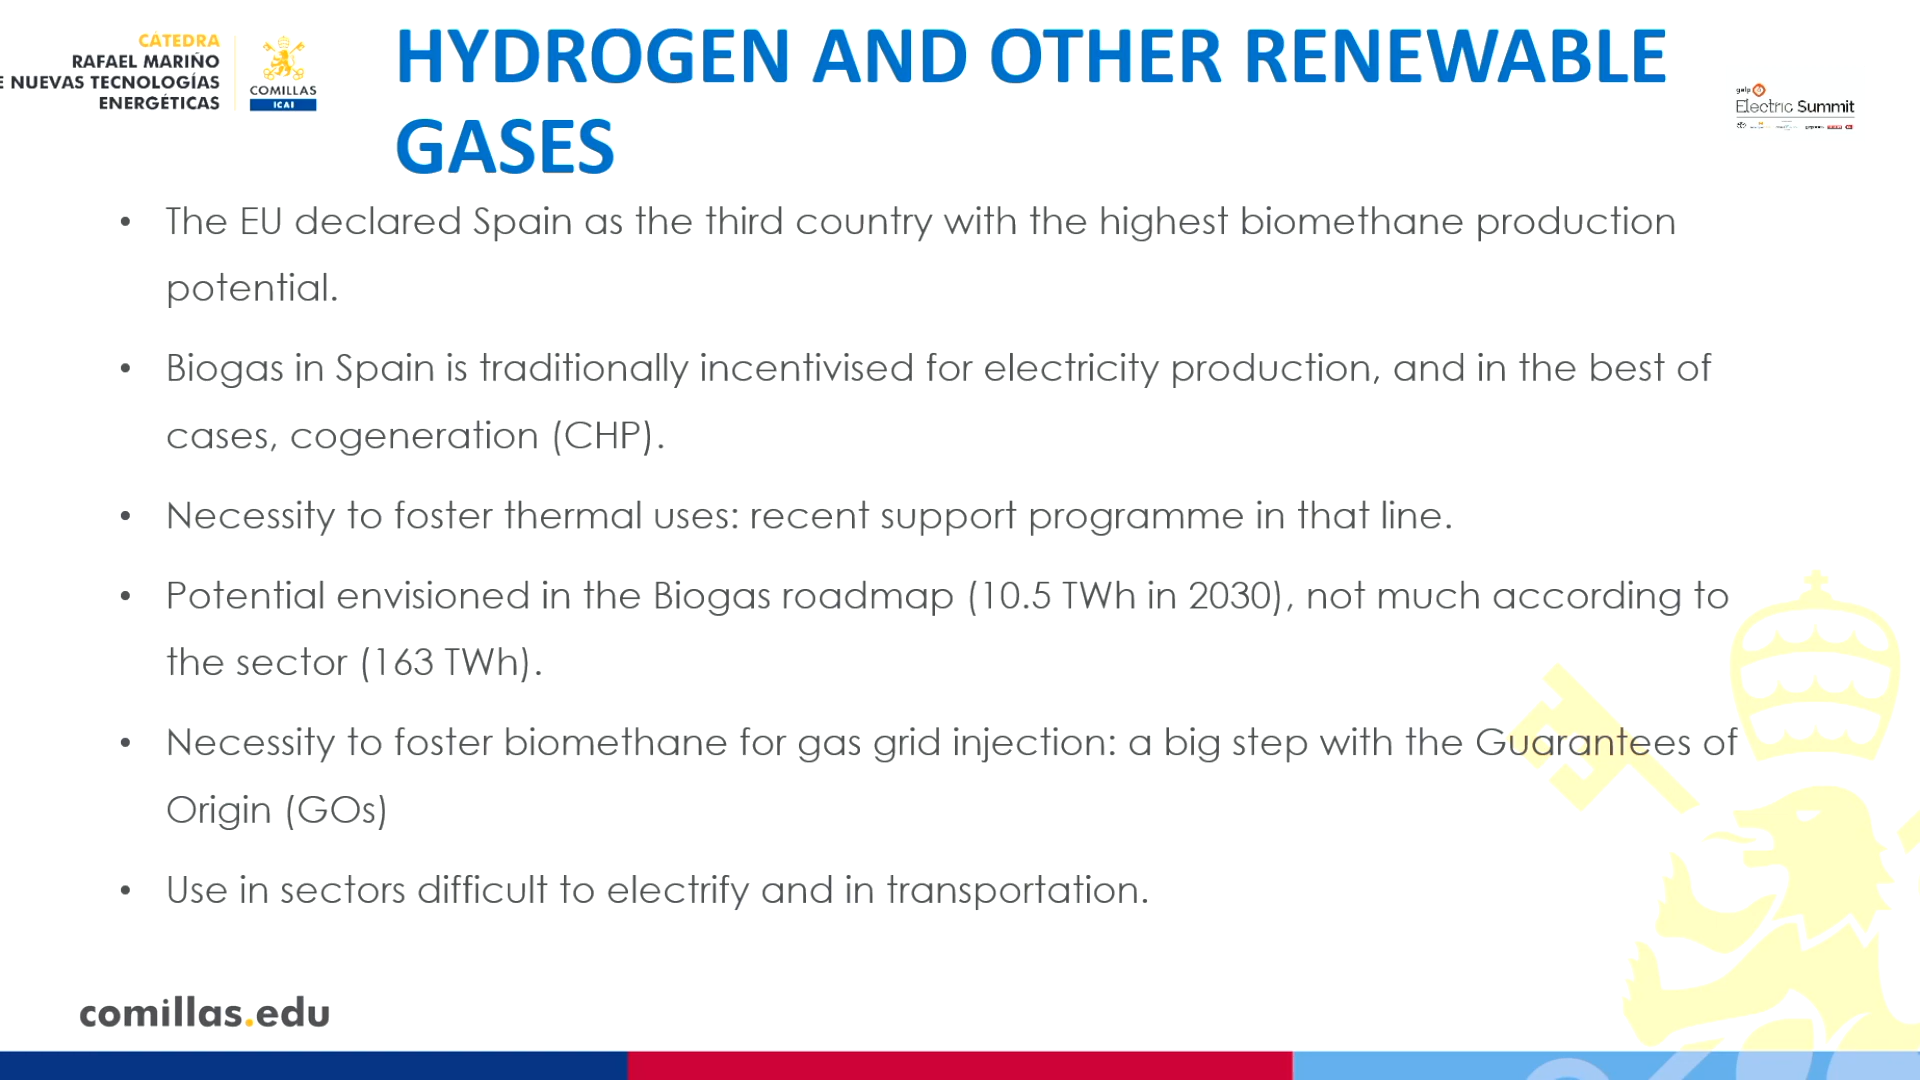 CÁTEDRA
RAFAEL MARIÑO
E NUEVAS TECNOLOGÍAS
ENERGÉTICAS
COMILLAS
ICAI
HYDROGEN AND OTHER RENEWABLE
GASES
galp
Electric Summit
• The EU declared Spain as the third country with the highest biomethane production
potential.
• Biogas in Spain is traditionally incentivised for electricity production, and in the best of
cases, cogeneration (CHP).
• Necessity to foster thermal uses: recent support programme in that line.
• Potential envisioned in the Biogas roadmap (10.5 TWh in 2030), not much according to
the sector (163 TWh).
• Necessity to foster biomethane for gas grid injection: a big step with the Guarantees of
Origin (GOs)
• Use in sectors difficult to electrify and in transportation.
comillas.edu